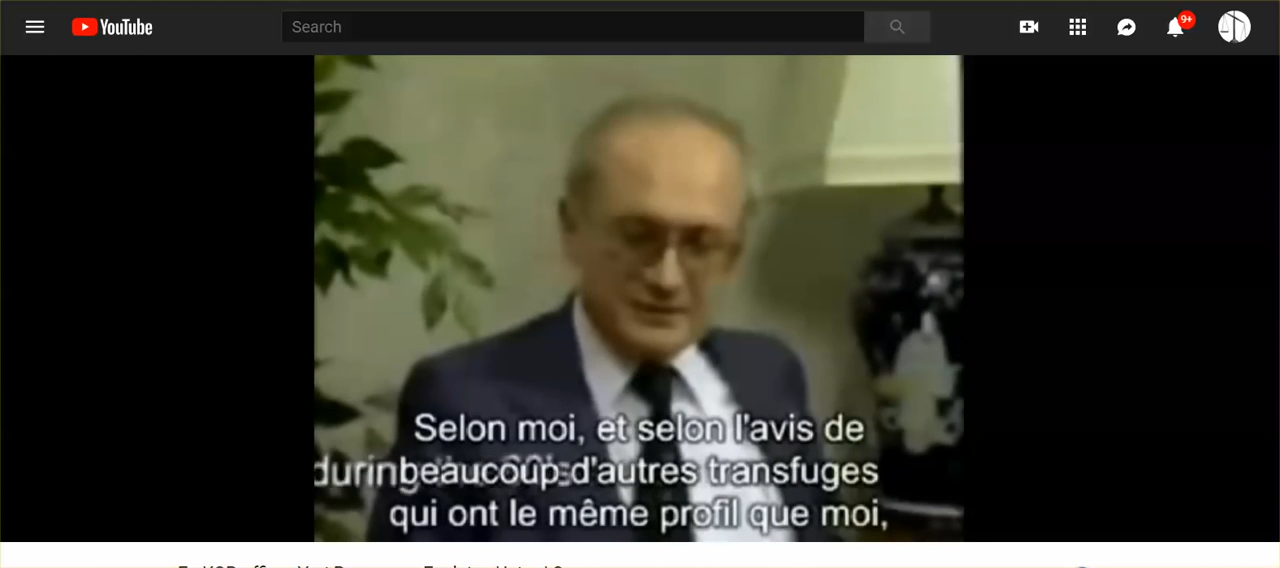 YouTube
Search
9+
Selon moi, et selon l'avis de
during
beaucoup d'autres transfuges
qui ont le même profil que moi,